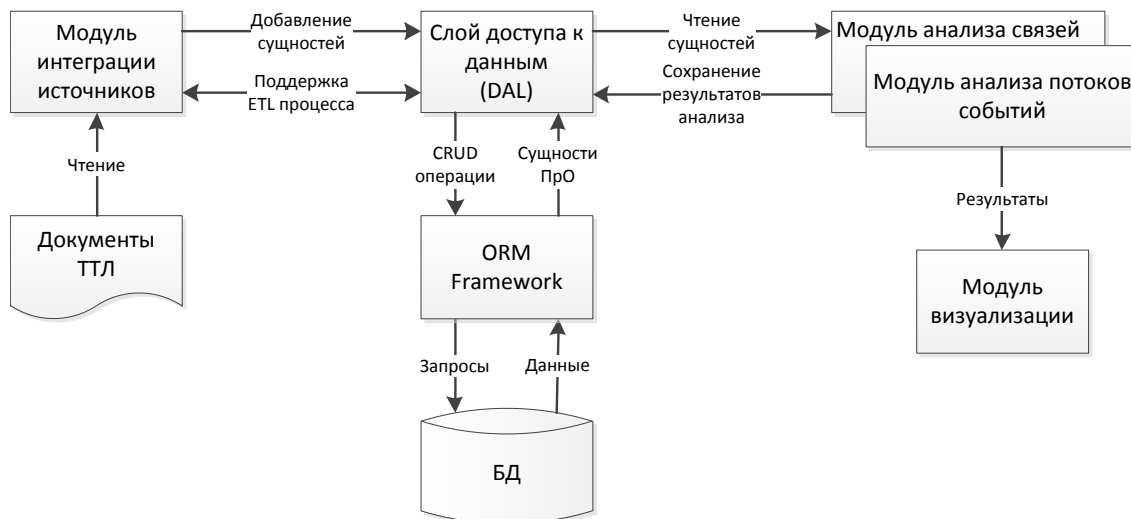 Модуль
интеграции
источников
Добавление
сущностей
Поддержка
ETL процесса
Слой доступа к
данным
(DAL)
Чтение
сущностей
Сохранение
результатов
анализа
Модуль анализа связей
Модуль анализа потоков
событий
Чтение
CRUD
операции
Сущности
ПрО
Результаты
Документы
ТТЛ
ORM
Framework
Модуль
визуализации
Запросы
Данные
БД